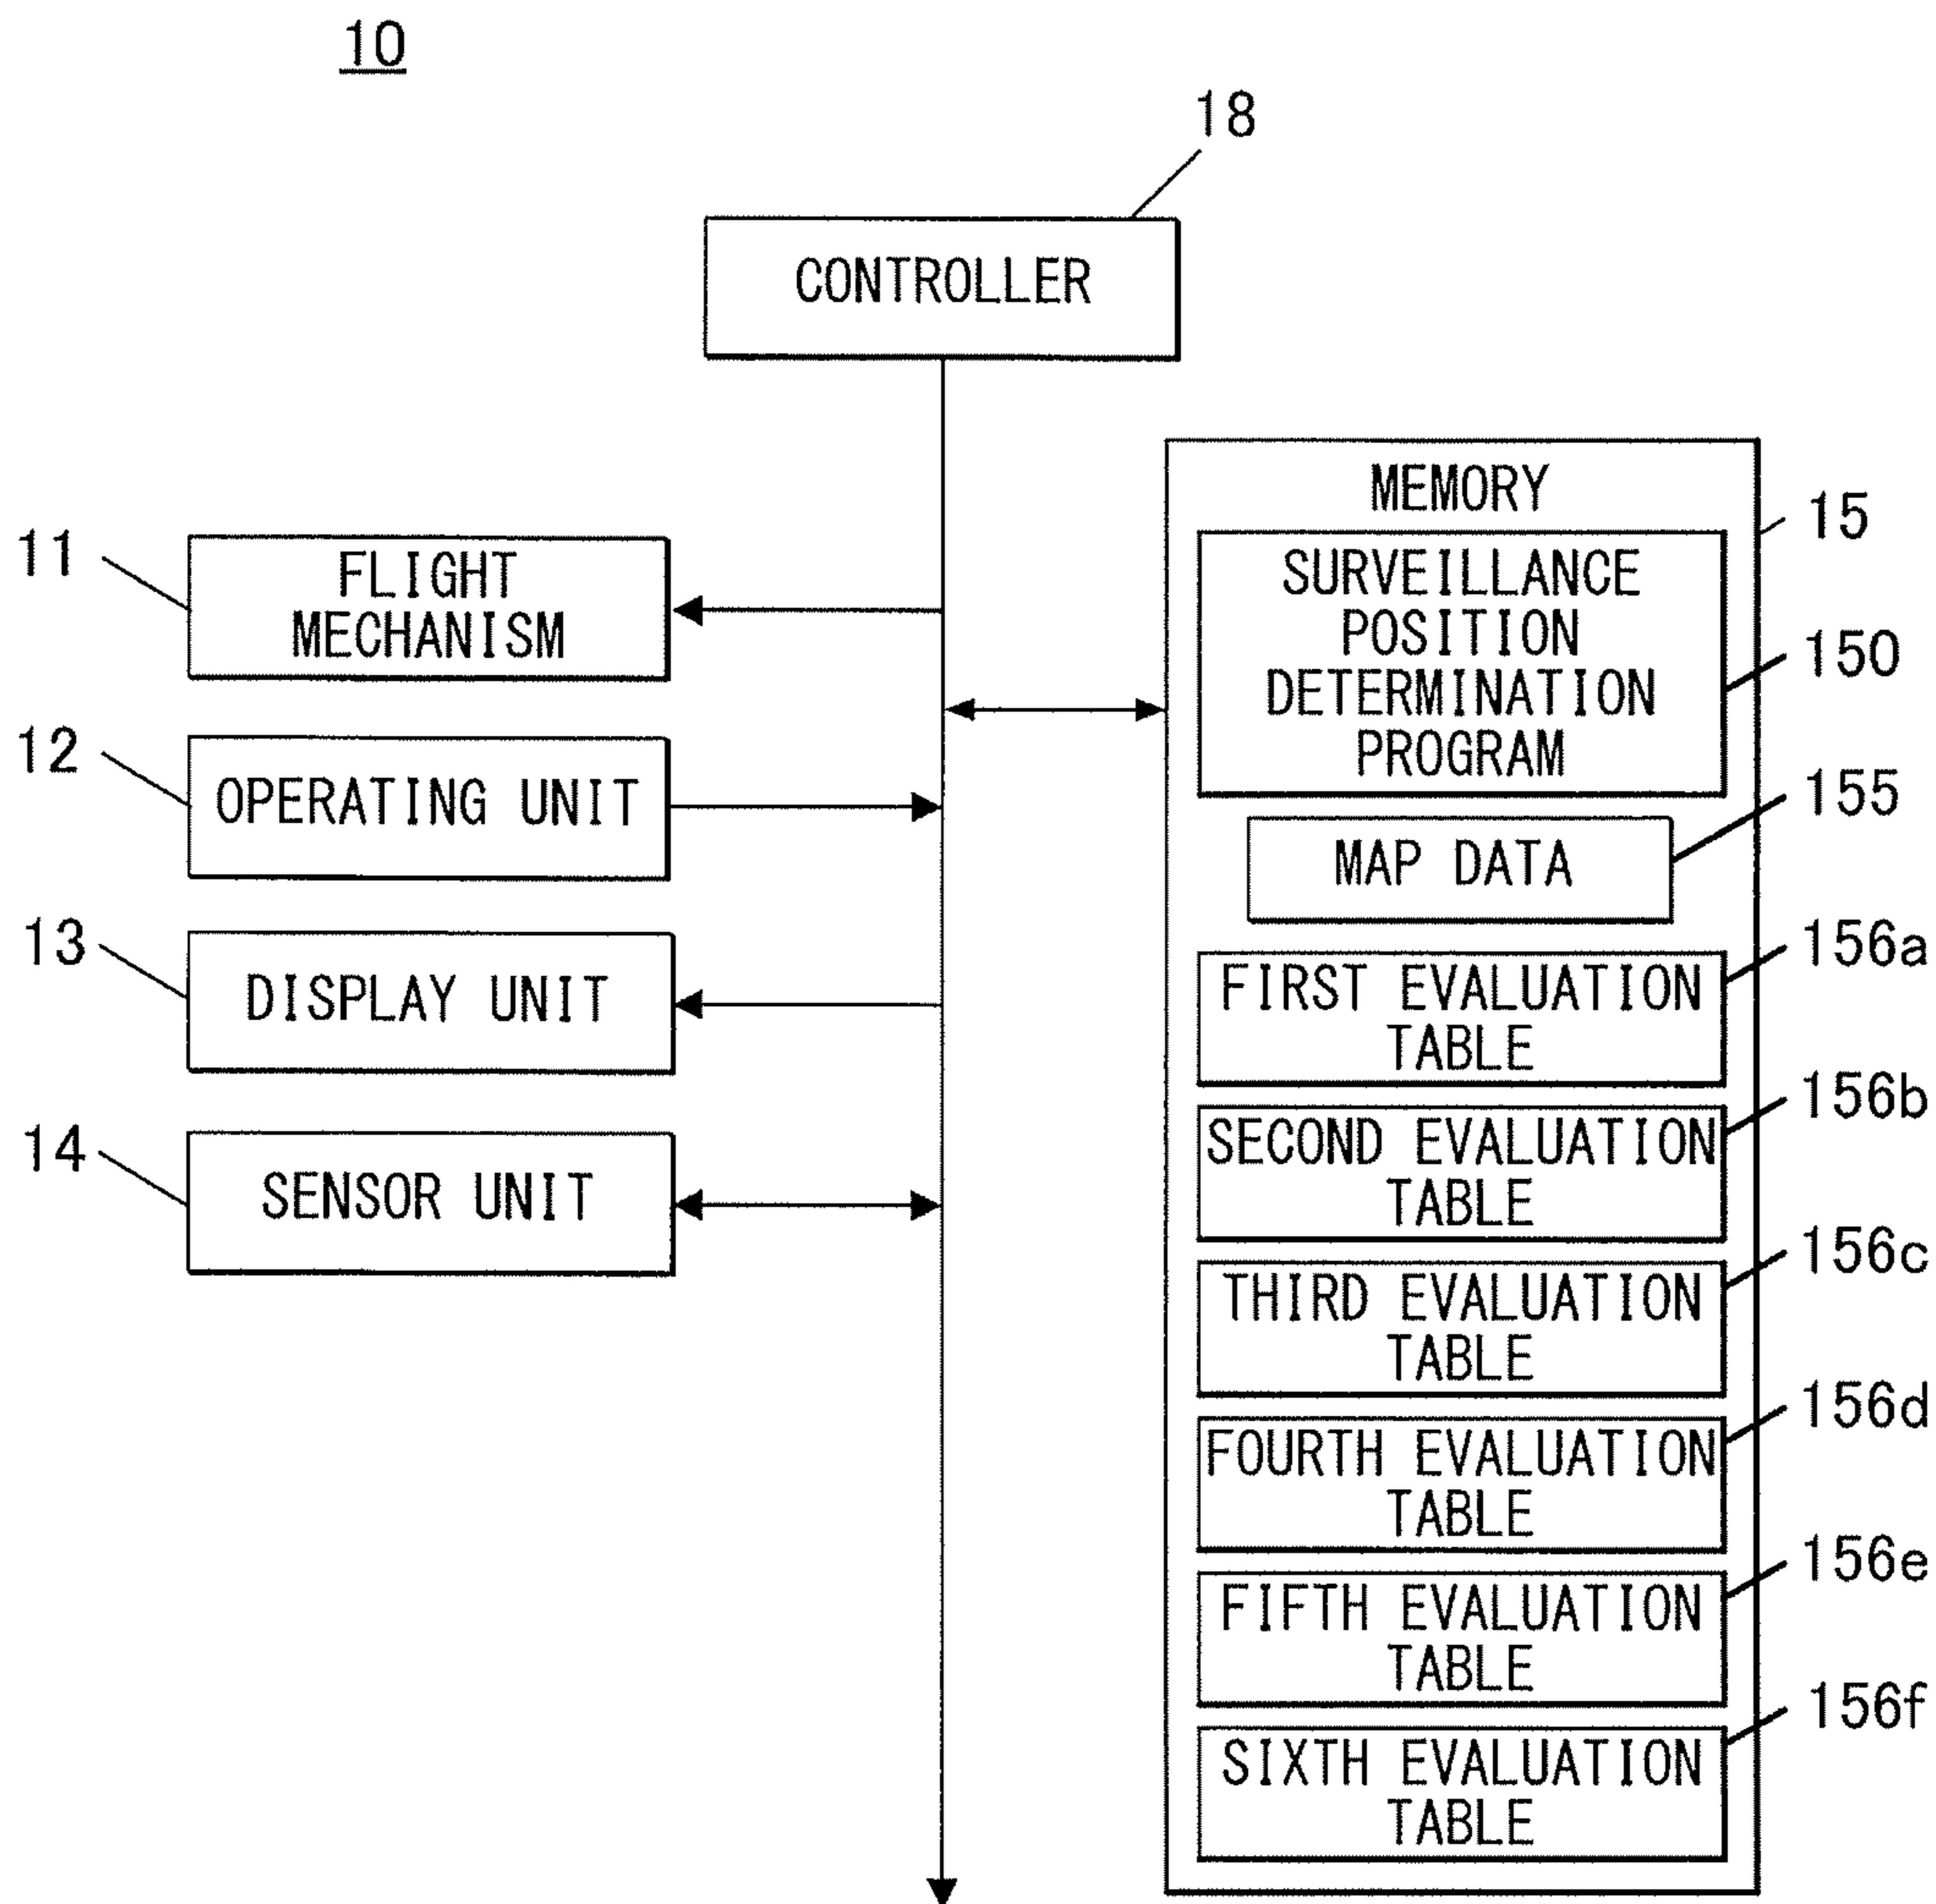 10
18
CONTROLLER
11
FLIGHT
MECHANISM
12
OPERATING UNIT
13
DISPLAY UNIT
14
SENSOR UNIT
MEMORY
15
SURVEILLANCE
POSITION
DETERMINATION
PROGRAM
150
MAP DATA
155
FIRST EVALUATION
TABLE
156a
SECOND EVALUATION
TABLE
156b
THIRD EVALUATION
TABLE
156c
FOURTH EVALUATION
TABLE
156d
FIFTH EVALUATION
TABLE
156e
SIXTH EVALUATION
TABLE
156f